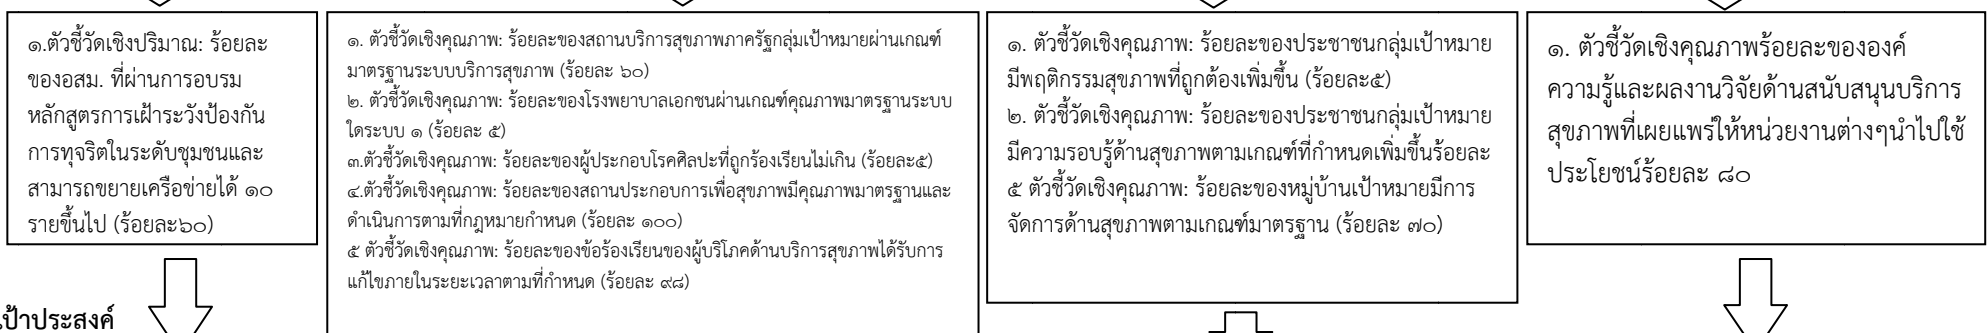 ๑.ตัวชี้วัดเชิงปริมาณ: ร้อยละ
ของอสม. ที่ผ่านการอบรม
หลักสูตรการเฝ้าระวังป้องกัน
การทุจริตในระดับชุมชนและ
สามารถขยายเครือข่ายได้ ๑๐
รายขึ้นไป (ร้อยละ๖๐)
๑. ตัวชี้วัดเชิงคุณภาพ: ร้อยละของสถานบริการสุขภาพภาครัฐกลุ่มเป้าหมายผ่านเกณฑ์
มาตรฐานระบบบริการสุขภาพ (ร้อยละ ๖๐)
๒. ตัวชี้วัดเชิงคุณภาพ: ร้อยละของโรงพยาบาลเอกชนผ่านเกณฑ์คุณภาพมาตรฐานระบบ
ใดระบบ ๑ (ร้อยละ ๕)
๓.ตัวชี้วัดเชิงคุณภาพ: ร้อยละของผู้ประกอบโรคศิลปะที่ถูกร้องเรียนไม่เกิน (ร้อยละ๕)
๔.ตัวชี้วัดเชิงคุณภาพ: ร้อยละของสถานประกอบการเพื่อสุขภาพมีคุณภาพมาตรฐานและ
ดำเนินการตามที่กฎหมายกำหนด (ร้อยละ ๑๐๐)
๕ ตัวชี้วัดเชิงคุณภาพ: ร้อยละของข้อร้องเรียนของผู้บริโภคด้านบริการสุขภาพได้รับการ
แก้ไขภายในระยะเวลาตามที่กำหนด (ร้อยละ ๙๘)
๑. ตัวชี้วัดเชิงคุณภาพ: ร้อยละของประชาชนกลุ่มเป้าหมาย
มีพฤติกรรมสุขภาพที่ถูกต้องเพิ่มขึ้น (ร้อยละ๕)
๒. ตัวชี้วัดเชิงคุณภาพ: ร้อยละของประชาชนกลุ่มเป้าหมาย
มีความรอบรู้ด้านสุขภาพตามเกณฑ์ที่กำหนดเพิ่มขึ้นร้อยละ
๕ ตัวชี้วัดเชิงคุณภาพ: ร้อยละของหมู่บ้านเป้าหมายมีการ
จัดการด้านสุขภาพตามเกณฑ์มาตรฐาน (ร้อยละ ๗๐)
๑. ตัวชี้วัดเชิงคุณภาพร้อยละขององค์
ความรู้และผลงานวิจัยด้านสนับสนุนบริการ
สุขภาพที่เผยแพร่ให้หน่วยงานต่างๆนำไปใช้
ประโยชน์ร้อยละ ๘๐
เป้าประสงค์